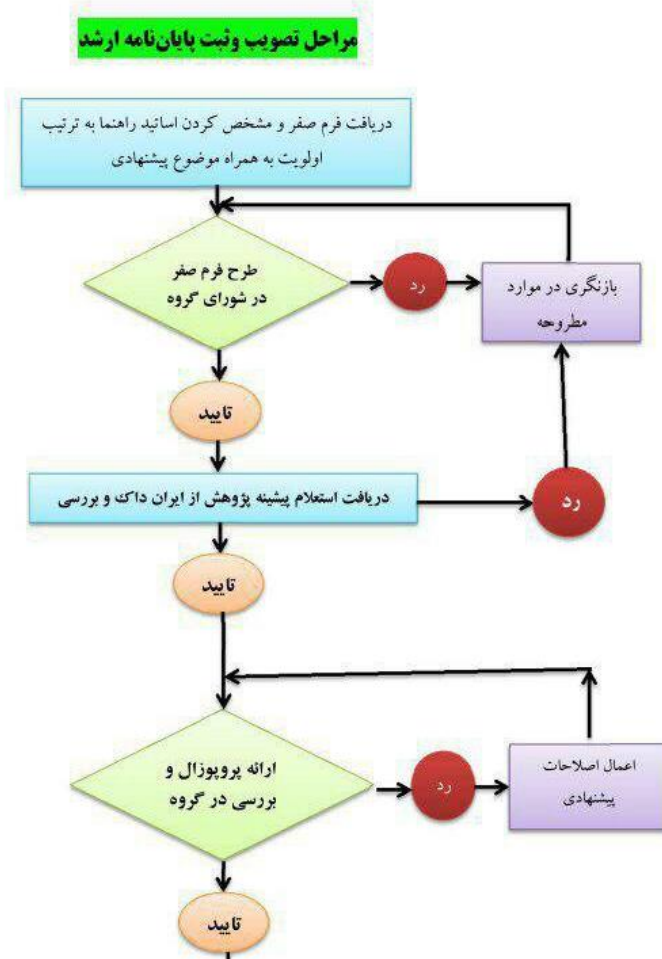 مراحل تصویب وثبت پایان‌نامه ارشد
دریافت فرم صفر و مشخص کردن اساتید راهنما به ترتیب
اولویت به همراه موضوع پیشنهادی
طرح فرم صفر
در شورای گروه
رد
بازنگری در موارد
مطروحه
تایید
دریافت استعلام پیشینه پژوهش از ایران داک و بررسی
رد
تایید
ارائه پروپوزال و
بررسی در گروه
رد
اعمال اصلاحات
پیشنهادی
تایید